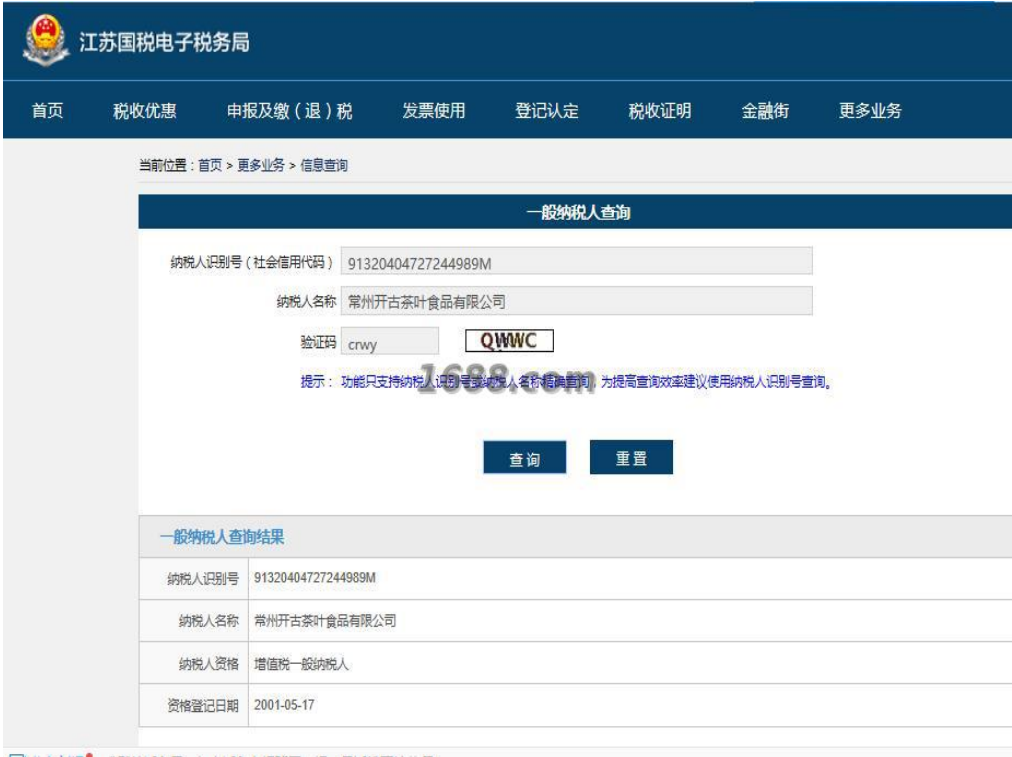 江苏国税电子税务局
首页 税收优惠 申报及缴（退）税 发票使用 登记认定 税收证明 金融街 更多业务
当前位置：首页 > 更多业务 > 信息查询
一般纳税人查询
纳税人识别号（社会信用代码） 91320404727244989M
纳税人名称 常州开古茶叶食品有限公司
验证码 crwy QWWC
提示： 功能只支持纳税人识别号或纳税人名称精确查询，为提高查询效率建议使用纳税人识别号查询。
1688.com
查询 重置
一般纳税人查询结果
纳税人识别号 91320404727244989M
纳税人名称 常州开古茶叶食品有限公司
纳税人资格 增值税一般纳税人
资格登记日期 2001-05-17